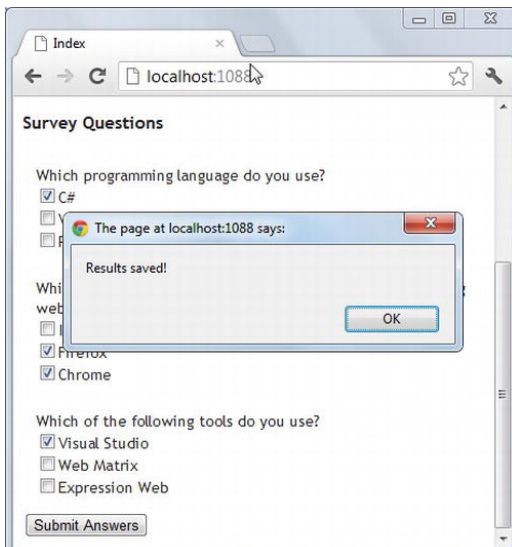 Index
localhost:1088
Survey Questions
Which programming language do you use?
C#
The page at localhost:1088 says:
Results saved!
OK
Firefox
Chrome
Which of the following tools do you use?
Visual Studio
Web Matrix
Expression Web
Submit Answers